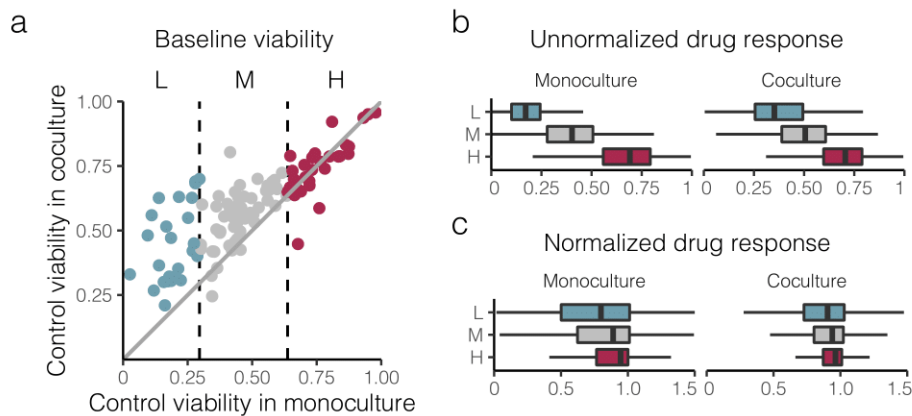 a
Baseline viability
L M H
Control viability in coculture
1.00
0.75
0.50
0.25
0 0.25 0.50 0.75 1.00
Control viability in monoculture
b
Unnormalized drug response
Monoculture Coculture
L
M
H
0 0.25 0.50 0.75 1 0 0.25 0.50 0.75 1
c
Normalized drug response
Monoculture Coculture
L
M
H
0 0.5 1.0 1.5 0 0.5 1.0 1.5